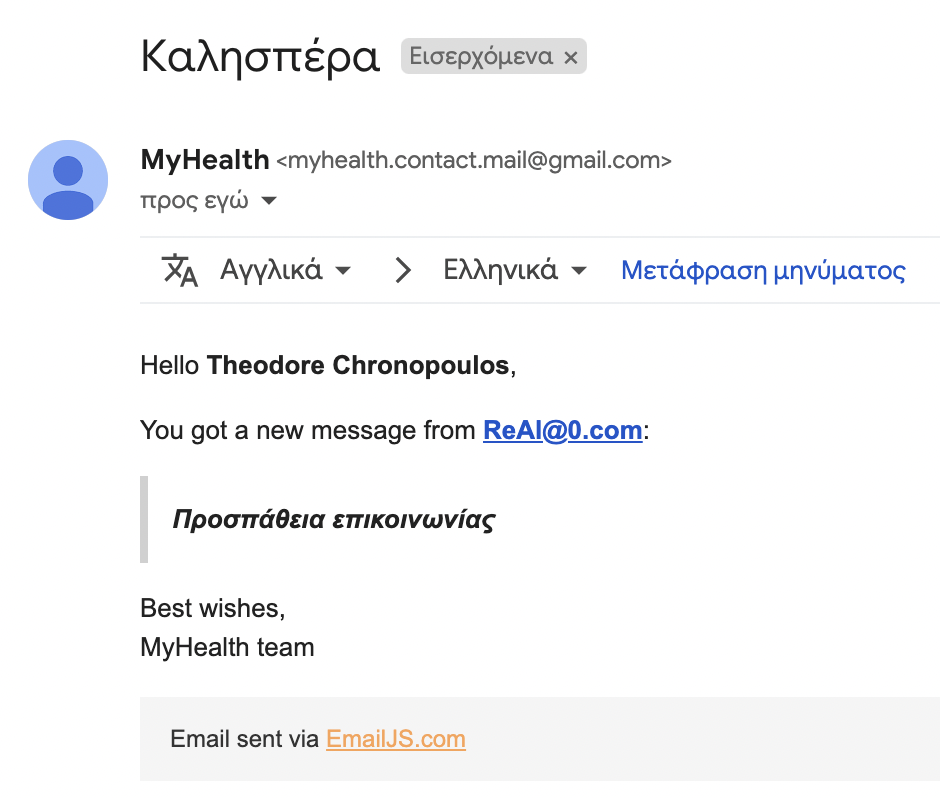 Καλησπέρα Εισερχόμενα ×
MyHealth <myhealth.contact.mail@gmail.com>
προς εγώ
Αγγλικά > Ελληνικά Μετάφραση μηνύματος
Hello Theodore Chronopoulos,
You got a new message from ReAl@0.com:
Προσπάθεια επικοινωνίας
Best wishes,
MyHealth team
Email sent via EmailJS.com